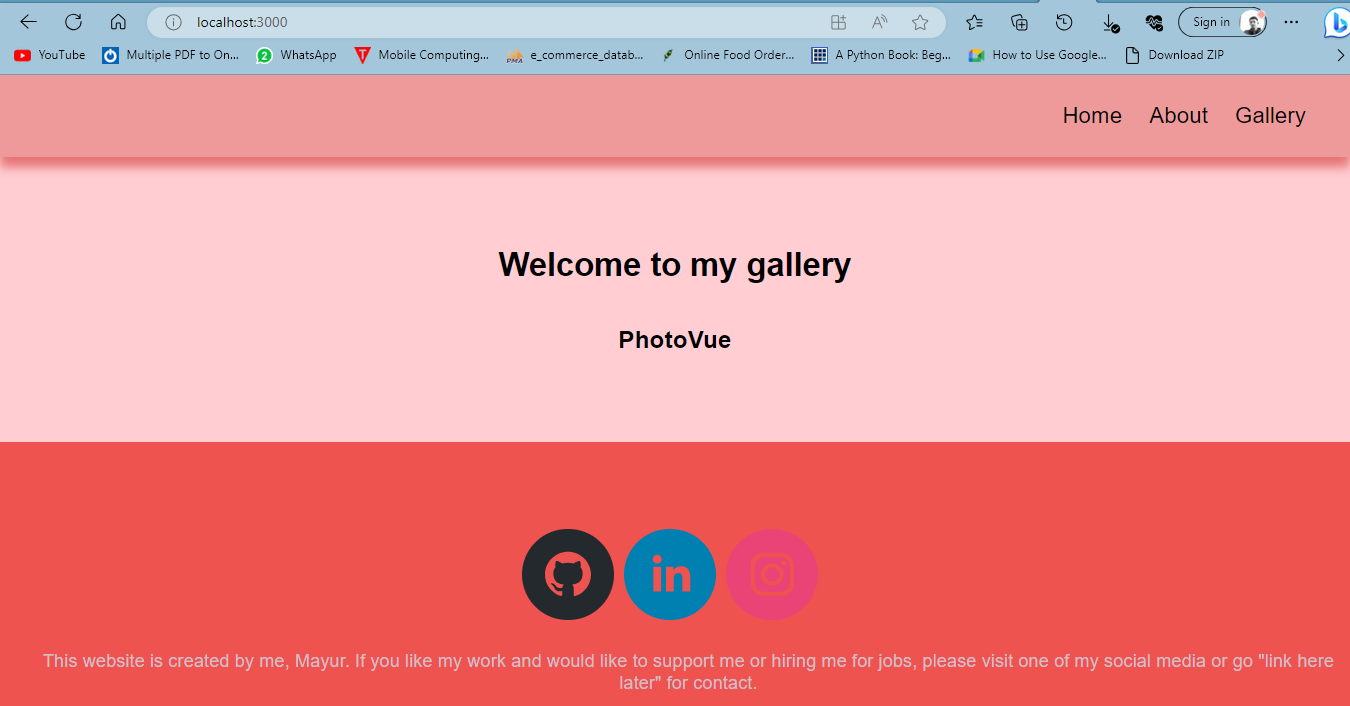 localhost:3000
Sign in
YouTube Multiple PDF to On... 2 WhatsApp Mobile Computing... PMA e_commerce_datab... Online Food Order... A Python Book: Beg... How to Use Google... Download ZIP
Home About Gallery
Welcome to my gallery
PhotoVue
in
This website is created by me, Mayur. If you like my work and would like to support me or hiring me for jobs, please visit one of my social media or go "link here
later" for contact.